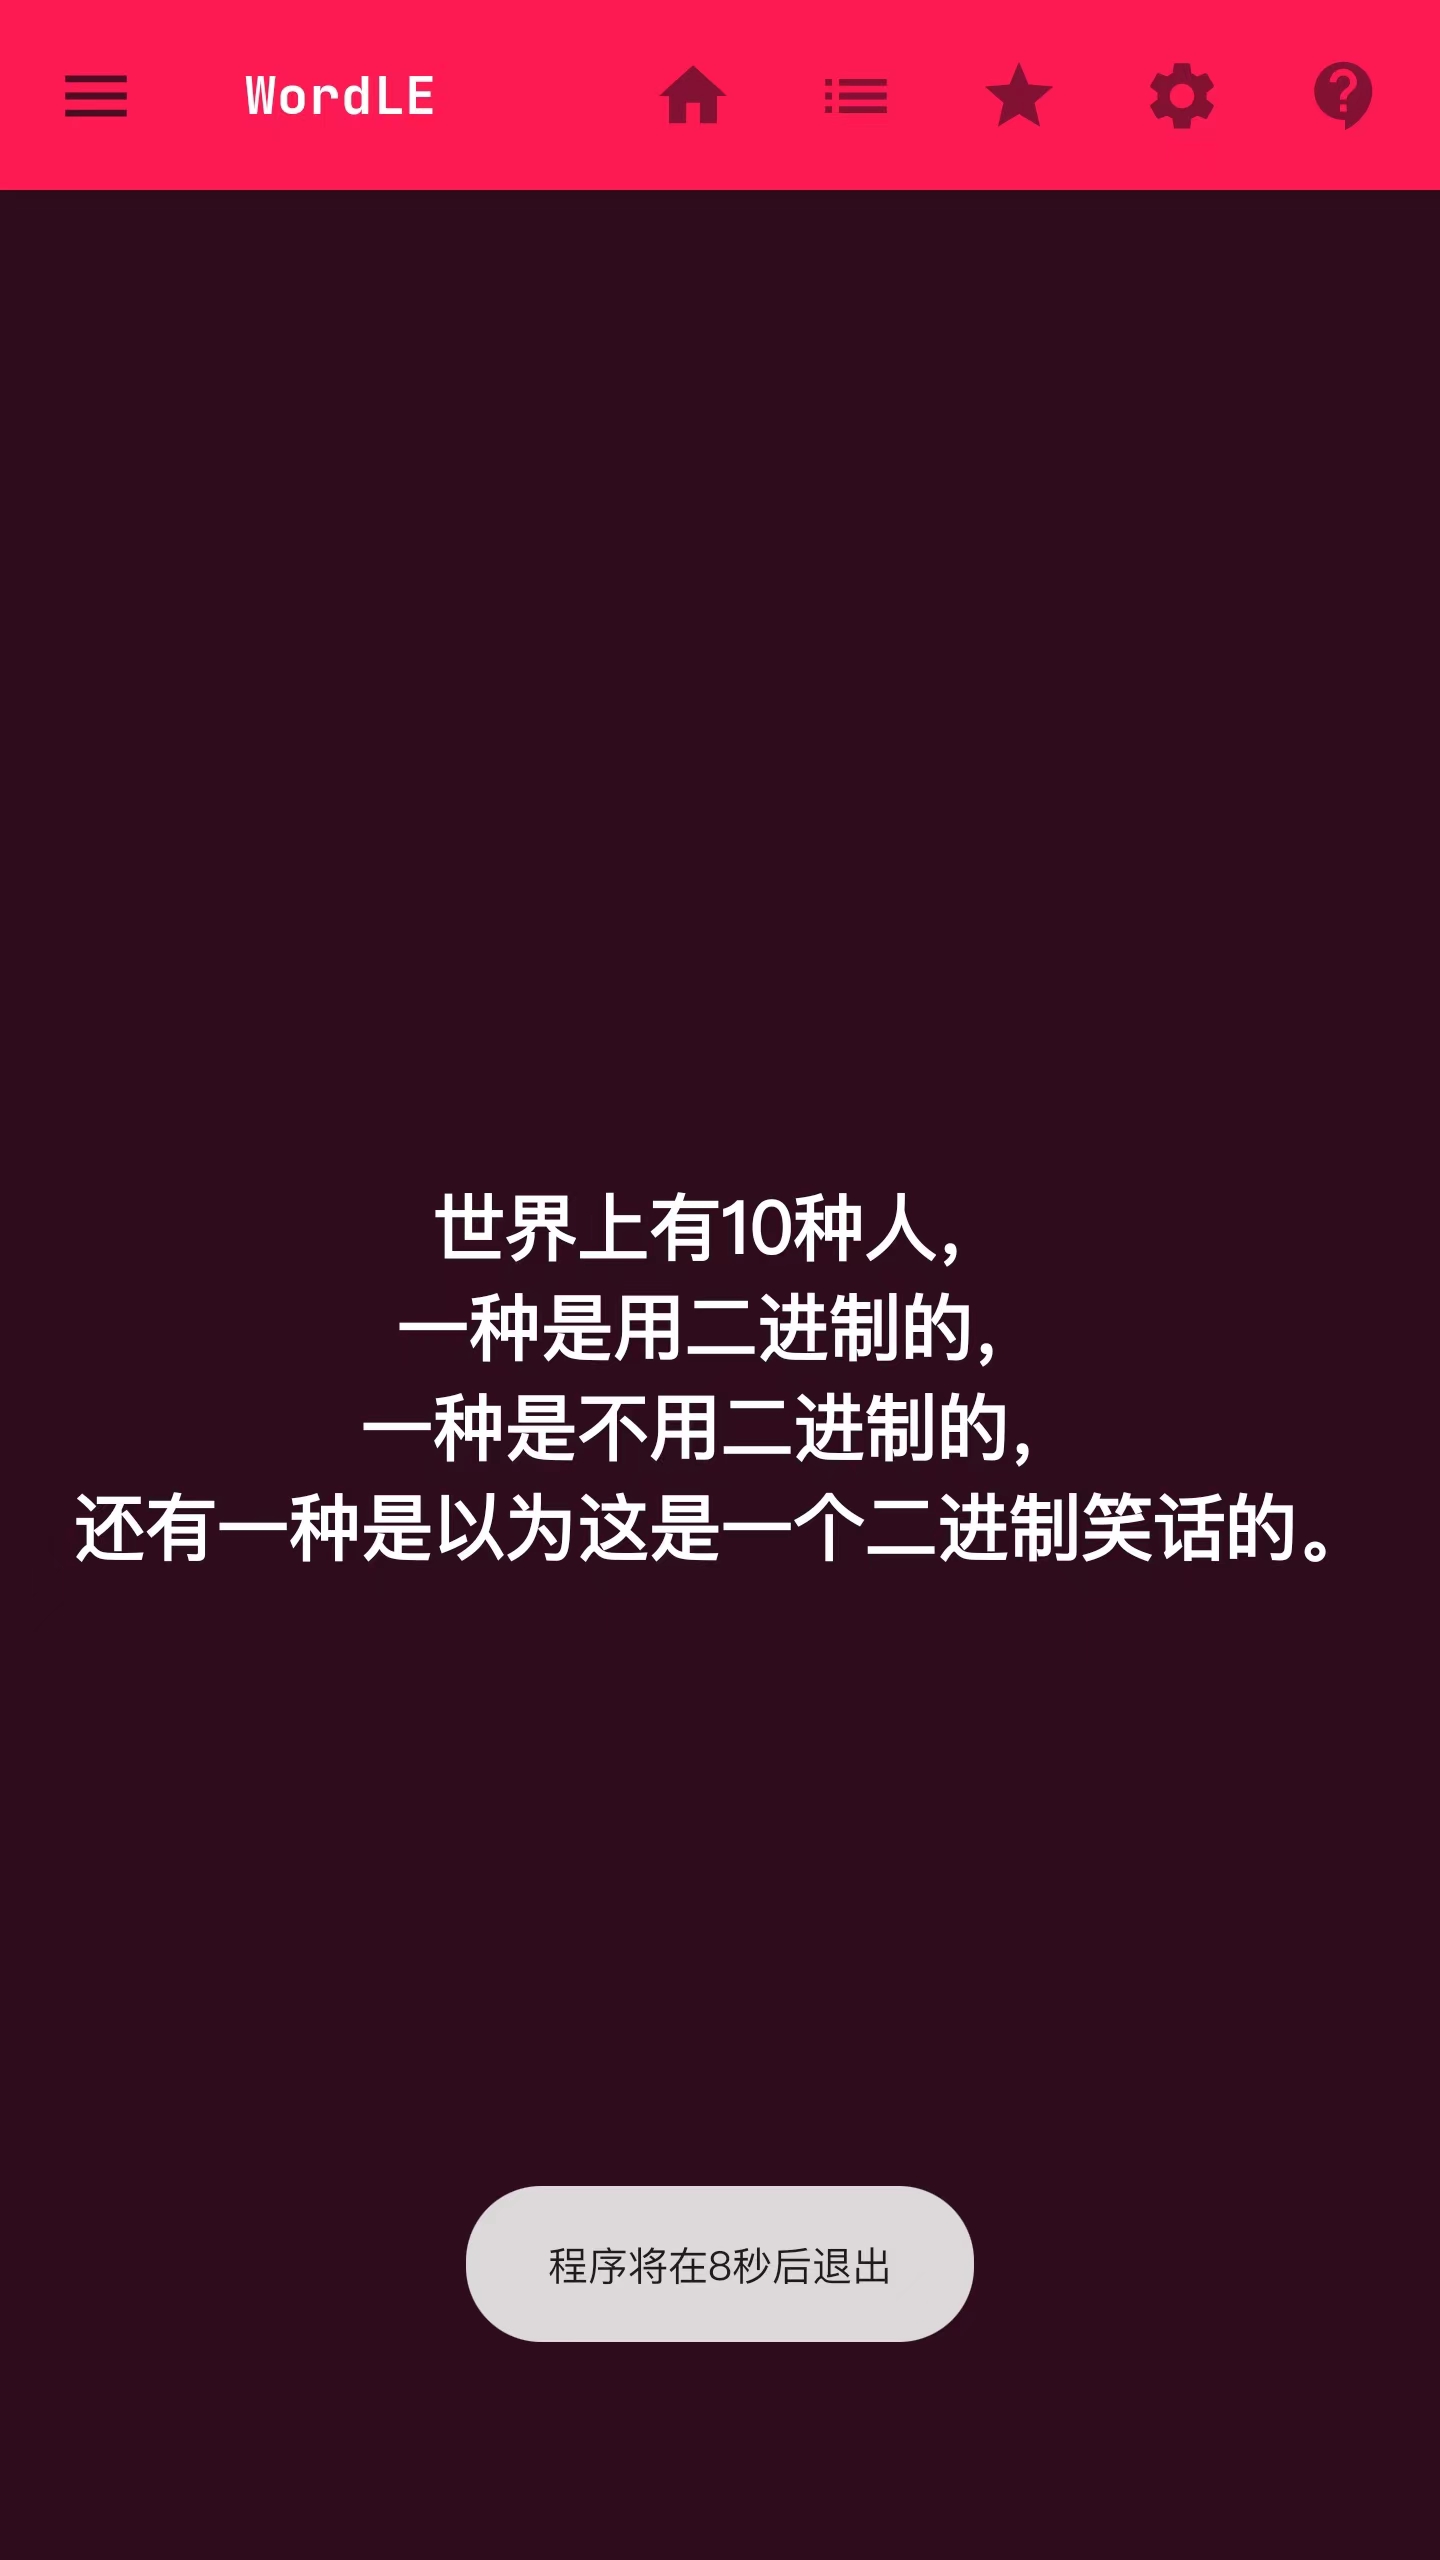 WordLE
世界上有10种人，
一种是用二进制的，
一种是不用二进制的，
还有一种是以为这是一个二进制笑话的。
程序将在8秒后退出